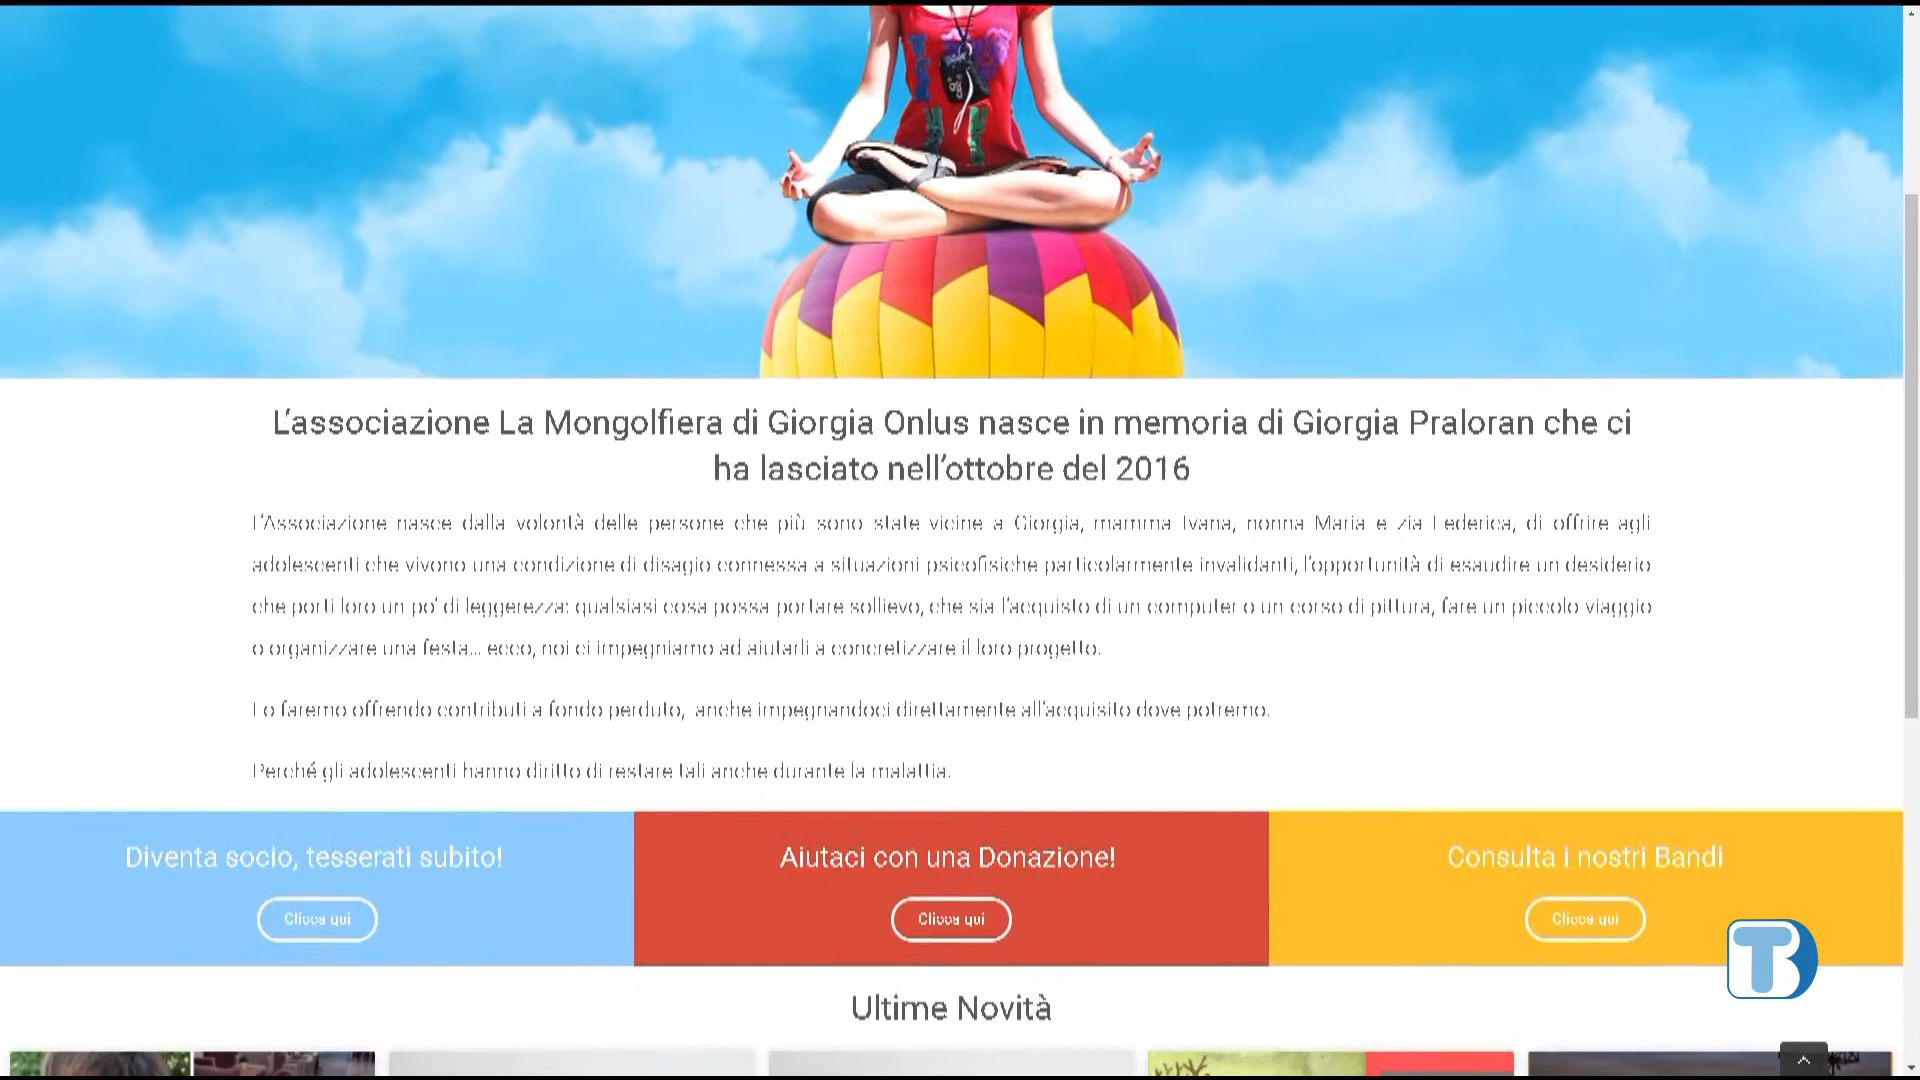 L'associazione La Mongolfiera di Giorgia Onlus nasce in memoria di Giorgia Praloran che ci
ha lasciato nell'ottobre del 2016
L'Associazione nasce dalla volontà delle persone che più sono state vicine a Giorgia, mamma Ivana, nonna Maria e zia Federica, di offrire agli
adolescenti che vivono una condizione di disagio connessa a situazioni psicofisiche particolarmente invalidanti, l'opportunità di esaudire un desiderio
che porti loro un po' di leggerezza: qualsiasi cosa possa portare sollievo, che sia l'acquisto di un computer o un corso di pittura, fare un piccolo viaggio
o organizzare una festa... ecco, noi ci impegniamo ad aiutarli a concretizzare il loro progetto.
Lo faremo offrendo contributi a fondo perduto, anche impegnandoci direttamente all'acquisito dove potremo.
Perché gli adolescenti hanno diritto di restare tali anche durante la malattia.
Diventa socio, tesserati subito!
Aiutaci con una Donazione!
Consulta i nostri Bandi
Clicca qui
Clicca qui
Clicca qui
TB
Ultime Novità